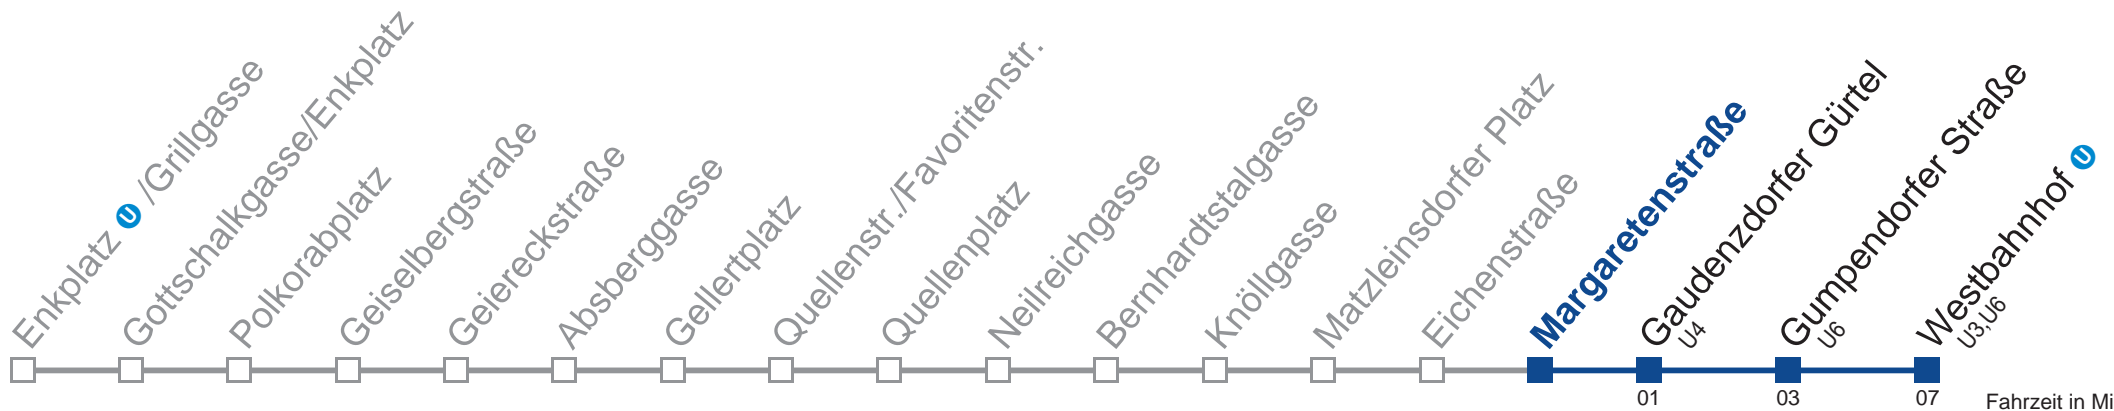 Enkplatz U /Grillgasse
Gottschalkgasse/Enkplatz
Polkorabplatz
Geiselbergstraße
Geiereckstraße
Absberggasse
Gellertplatz
Quellenstr./Favoritenstr.
Quellenplatz
Neilreichgasse
Bernhardtstalgasse
Knöllgasse
Matzleinsdorfer Platz
Eichenstraße
Margaretenstraße
Gaudenzdorfer Gürtel
U4
Gumpendorfer Straße
U6
Westbahnhof U
U3,U6
01 03 07
Fahrzeit in Mi